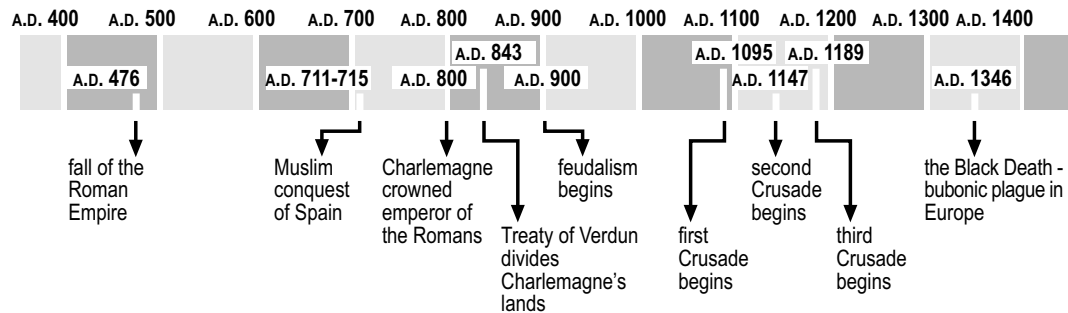 A.D. 400 A.D. 500 A.D. 600 A.D. 700 A.D. 800 A.D. 900 A.D. 1000 A.D. 1100 A.D. 1200 A.D. 1300 A.D. 1400
A.D. 843 A.D. 1095 A.D. 1189
A.D. 476 A.D. 711-715 A.D. 800 A.D. 900 A.D. 1147 A.D. 1346
fall of the
Roman
Empire
Muslim
conquest
of Spain
Charlemagne
crowned
emperor of
the Romans
Treaty of Verdun
divides
Charlemagne's
lands
feudalism
begins
first
Crusade
begins
second
Crusade
begins
third
Crusade
begins
the Black Death -
bubonic plague in
Europe